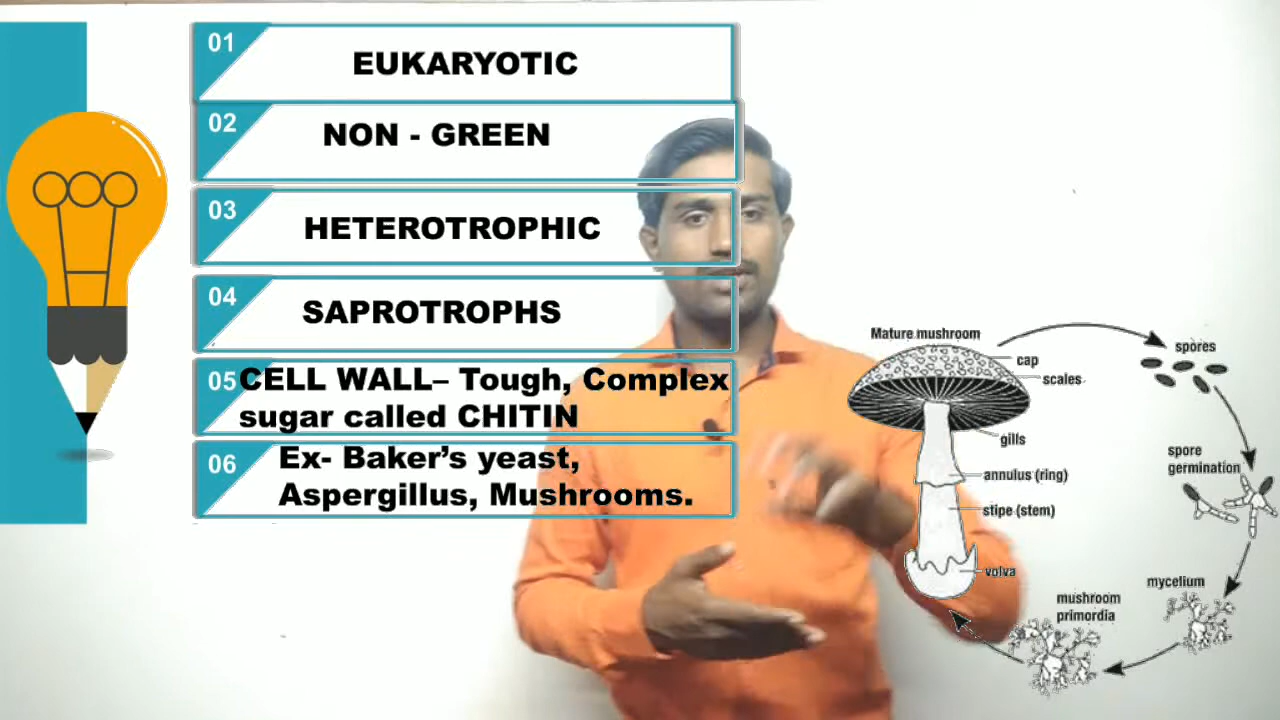 01
EUKARYOTIC
02
NON - GREEN
03
HETEROTROPHIC
04
SAPROTROPHS
05
CELL WALL– Tough, Complex
sugar called CHITIN
06
Ex- Baker's yeast,
Aspergillus, Mushrooms.
Mature mushroom
cap
scales
gills
annulus (ring)
stipe (stem)
volva
spores
spore
germination
mycelium
mushroom
primordia